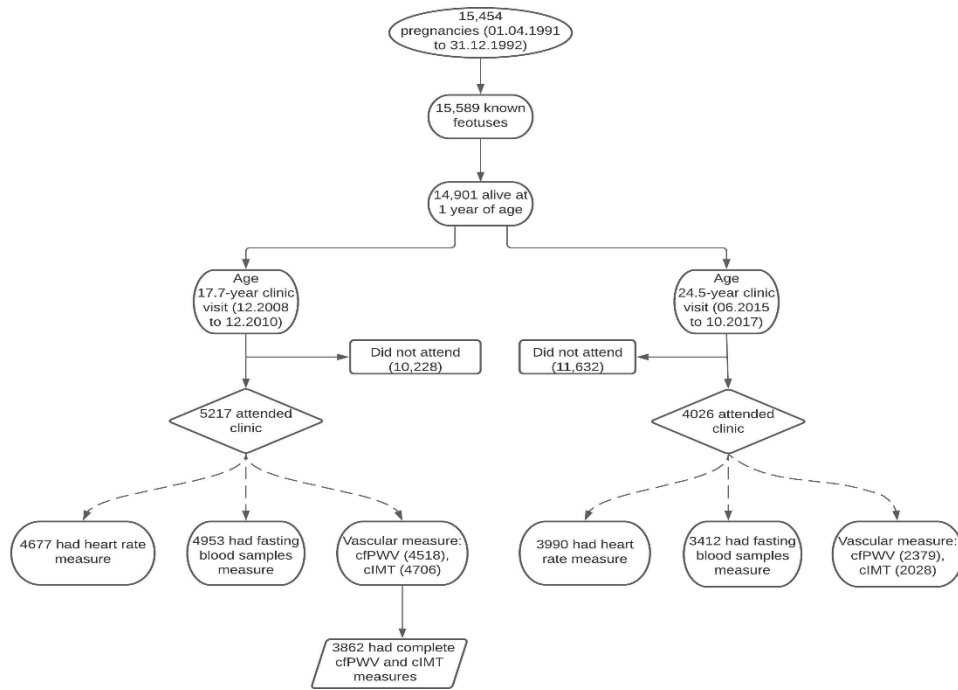 15,454
pregnancies (01.04.1991
to 31.12.1992)
15,589 known
feotuses
14,901 alive at
1 year of age
Age
17.7-year clinic
visit (12.2008
to 12.2010)
Age
24.5-year clinic
visit (06.2015
to 10.2017)
Did not attend
(10,228)
Did not attend
(11,632)
5217 attended
clinic
4026 attended
clinic
4677 had heart rate
measure
4953 had fasting
blood samples
measure
Vascular measure:
cfPWV (4518),
cIMT (4706)
3990 had heart
rate measure
3412 had fasting
blood samples
measure
Vascular measure:
cfPWV (2379),
cIMT (2028)
3862 had complete
cfPWV and cIMT
measures